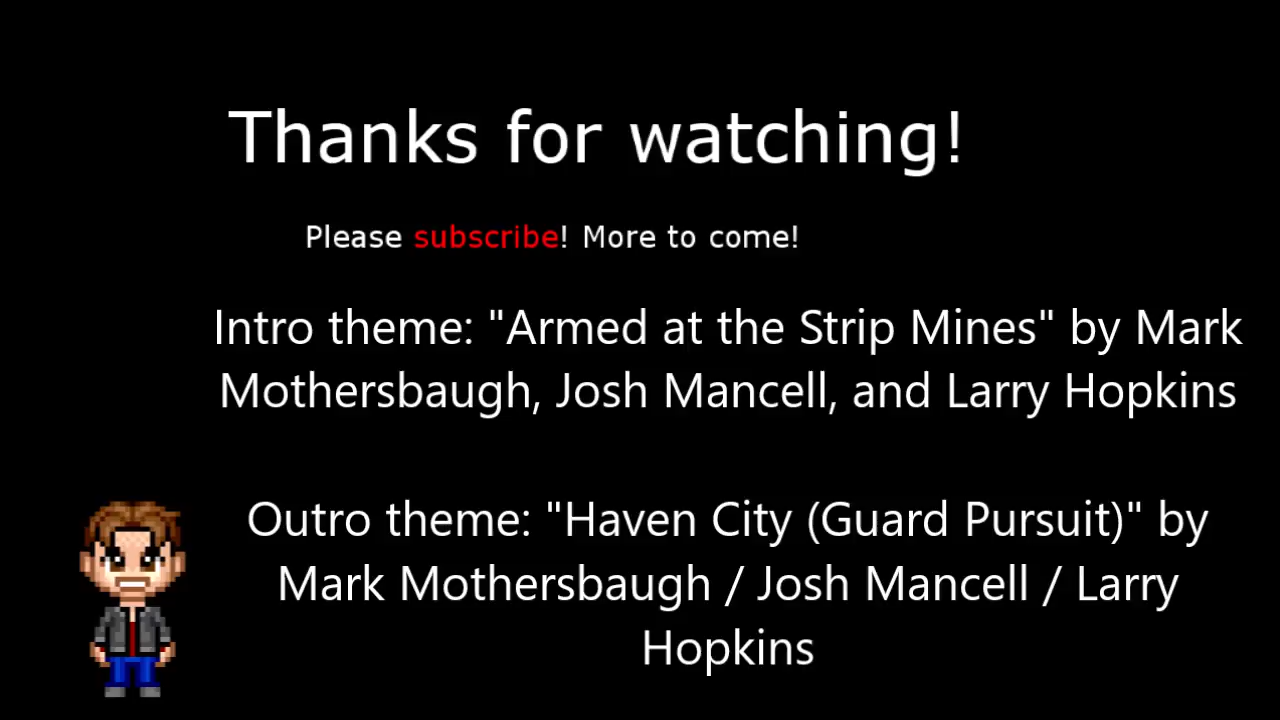 Thanks for watching!
Please subscribe! More to come!
Intro theme: "Armed at the Strip Mines" by Mark
Mothersbaugh, Josh Mancell, and Larry Hopkins
Outro theme: "Haven City (Guard Pursuit)" by
Mark Mothersbaugh / Josh Mancell / Larry
Hopkins